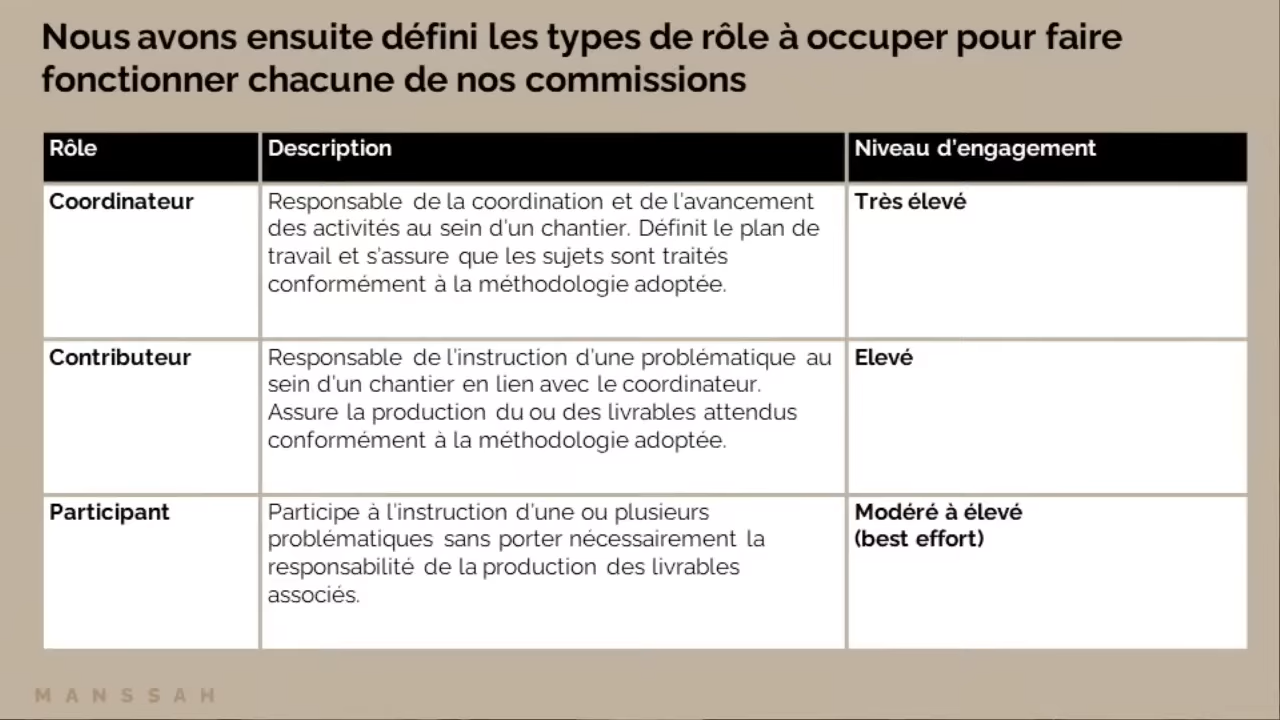 Nous avons ensuite défini les types de rôle à occuper pour faire
fonctionner chacune de nos commissions
Rôle
Description
Niveau d'engagement
Coordinateur
Responsable de la coordination et de l'avancement
des activités au sein d'un chantier. Définit le plan de
travail et s'assure que les sujets sont traités
conformément à la méthodologie adoptée.
Très élevé
Contributeur
Responsable de l'instruction d'une problématique au
sein d'un chantier en lien avec le coordinateur.
Assure la production du ou des livrables attendus
conformément à la méthodologie adoptée.
Elevé
Participant
Participe à l'instruction d'une ou plusieurs
problématiques sans porter nécessairement la
responsabilité de la production des livrables
associés.
Modéré à élevé
(best effort)
MANSSAH